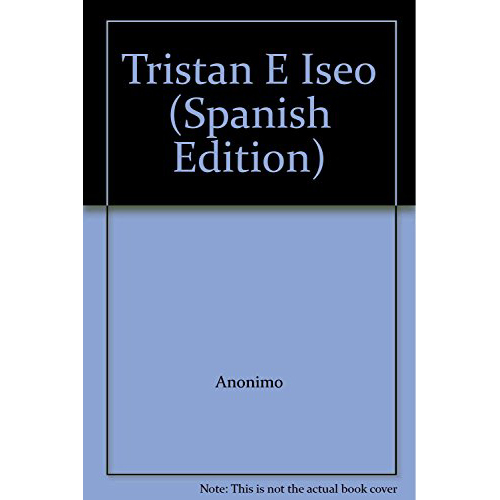 Tristan E Iseo
(Spanish
Edition)
Anonimo
Note: This is not the actual book cover